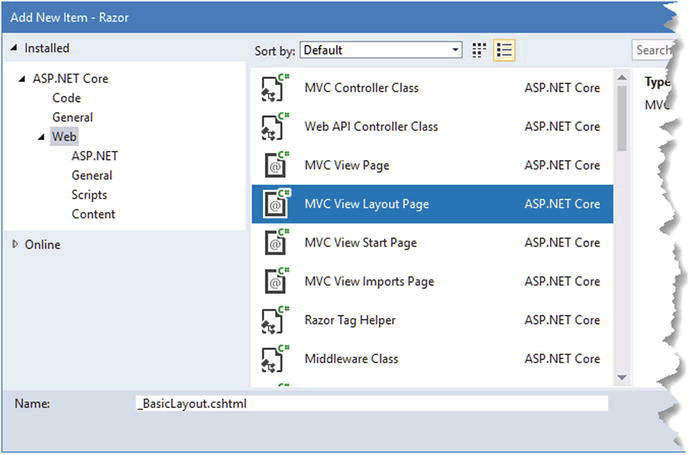 Add New Item - Razor
Installed
Sort by: Default
Search
ASP.NET Core
Code
General
Web
ASP.NET
General
Scripts
Content
Online
C# MVC Controller Class ASP.NET Core
C# Web API Controller Class ASP.NET Core
C# @ MVC View Page ASP.NET Core
C# @ MVC View Layout Page ASP.NET Core
C# @ MVC View Start Page ASP.NET Core
C# @ MVC View Imports Page ASP.NET Core
C# Razor Tag Helper ASP.NET Core
C# Middleware Class ASP.NET Core
C#
Type
MVC
Name: _BasicLayout.cshtml